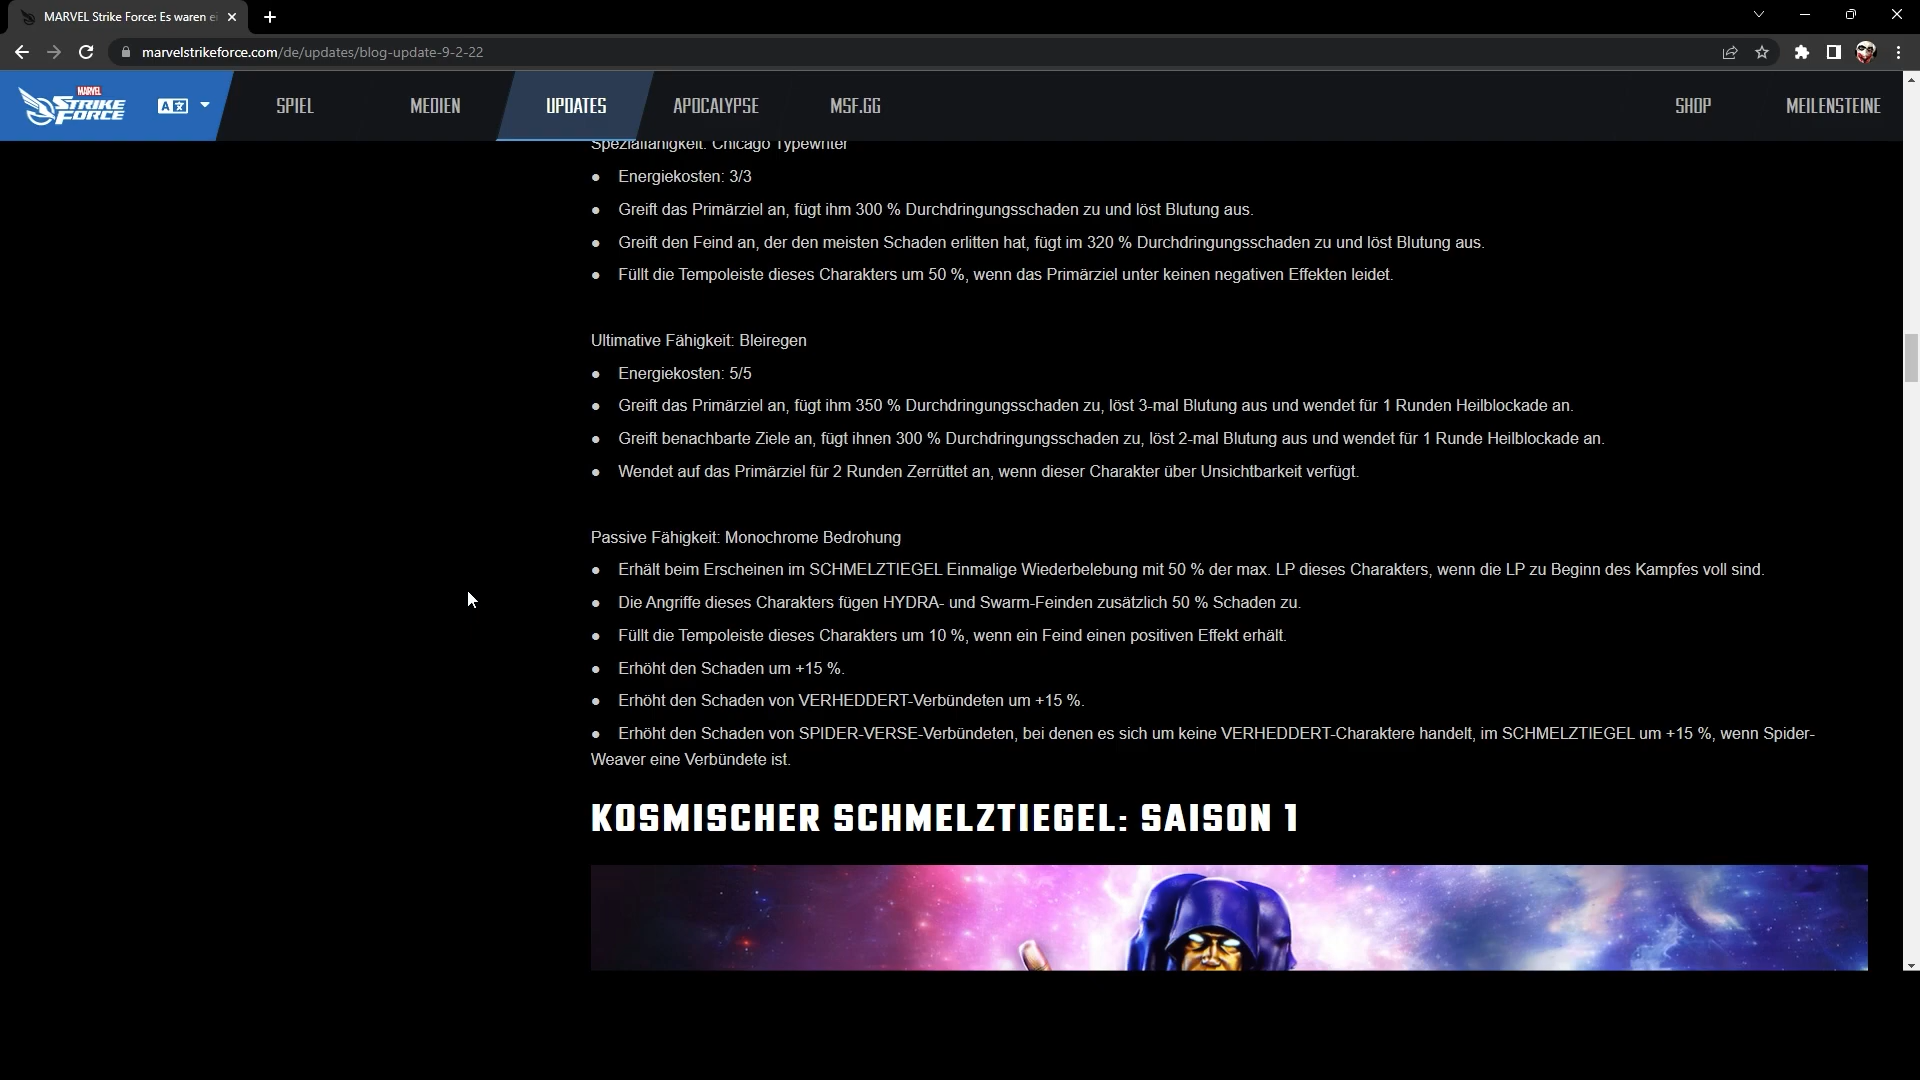 MARVEL Strike Force: Es waren ei
marvelstrikeforce.com/de/updates/blog-update-9-2-22
MARVEL
STRIKE
FORCE
SPIEL
MEDIEN
UPDATES
APOCALYPSE
MSF.GG
SHOP
MEILENSTEINE
Spezialfähigkeit: Chicago Typewriter
● Energiekosten: 3/3
● Greift das Primärziel an, fügt ihm 300 % Durchdringungsschaden zu und löst Blutung aus.
● Greift den Feind an, der den meisten Schaden erlitten hat, fügt im 320 % Durchdringungsschaden zu und löst Blutung aus.
● Füllt die Tempoleiste dieses Charakters um 50 %, wenn das Primärziel unter keinen negativen Effekten leidet.
Ultimative Fähigkeit: Bleiregen
● Energiekosten: 5/5
● Greift das Primärziel an, fügt ihm 350 % Durchdringungsschaden zu, löst 3-mal Blutung aus und wendet für 1 Runden Heilblockade an.
● Greift benachbarte Ziele an, fügt ihnen 300 % Durchdringungsschaden zu, löst 2-mal Blutung aus und wendet für 1 Runde Heilblockade an.
● Wendet auf das Primärziel für 2 Runden Zerrüttet an, wenn dieser Charakter über Unsichtbarkeit verfügt.
Passive Fähigkeit: Monochrome Bedrohung
● Erhält beim Erscheinen im SCHMELZTIEGEL Einmalige Wiederbelebung mit 50 % der max. LP dieses Charakters, wenn die LP zu Beginn des Kampfes voll sind.
● Die Angriffe dieses Charakters fügen HYDRA- und Swarm-Feinden zusätzlich 50 % Schaden zu.
● Füllt die Tempoleiste dieses Charakters um 10 %, wenn ein Feind einen positiven Effekt erhält.
● Erhöht den Schaden um +15 %.
● Erhöht den Schaden von VERHEDDERT-Verbündeten um +15 %.
● Erhöht den Schaden von SPIDER-VERSE-Verbündeten, bei denen es sich um keine VERHEDDERT-Charaktere handelt, im SCHMELZTIEGEL um +15 %, wenn Spider-
Weaver eine Verbündete ist.
KOSMISCHER SCHMELZTIEGEL: SAISON 1